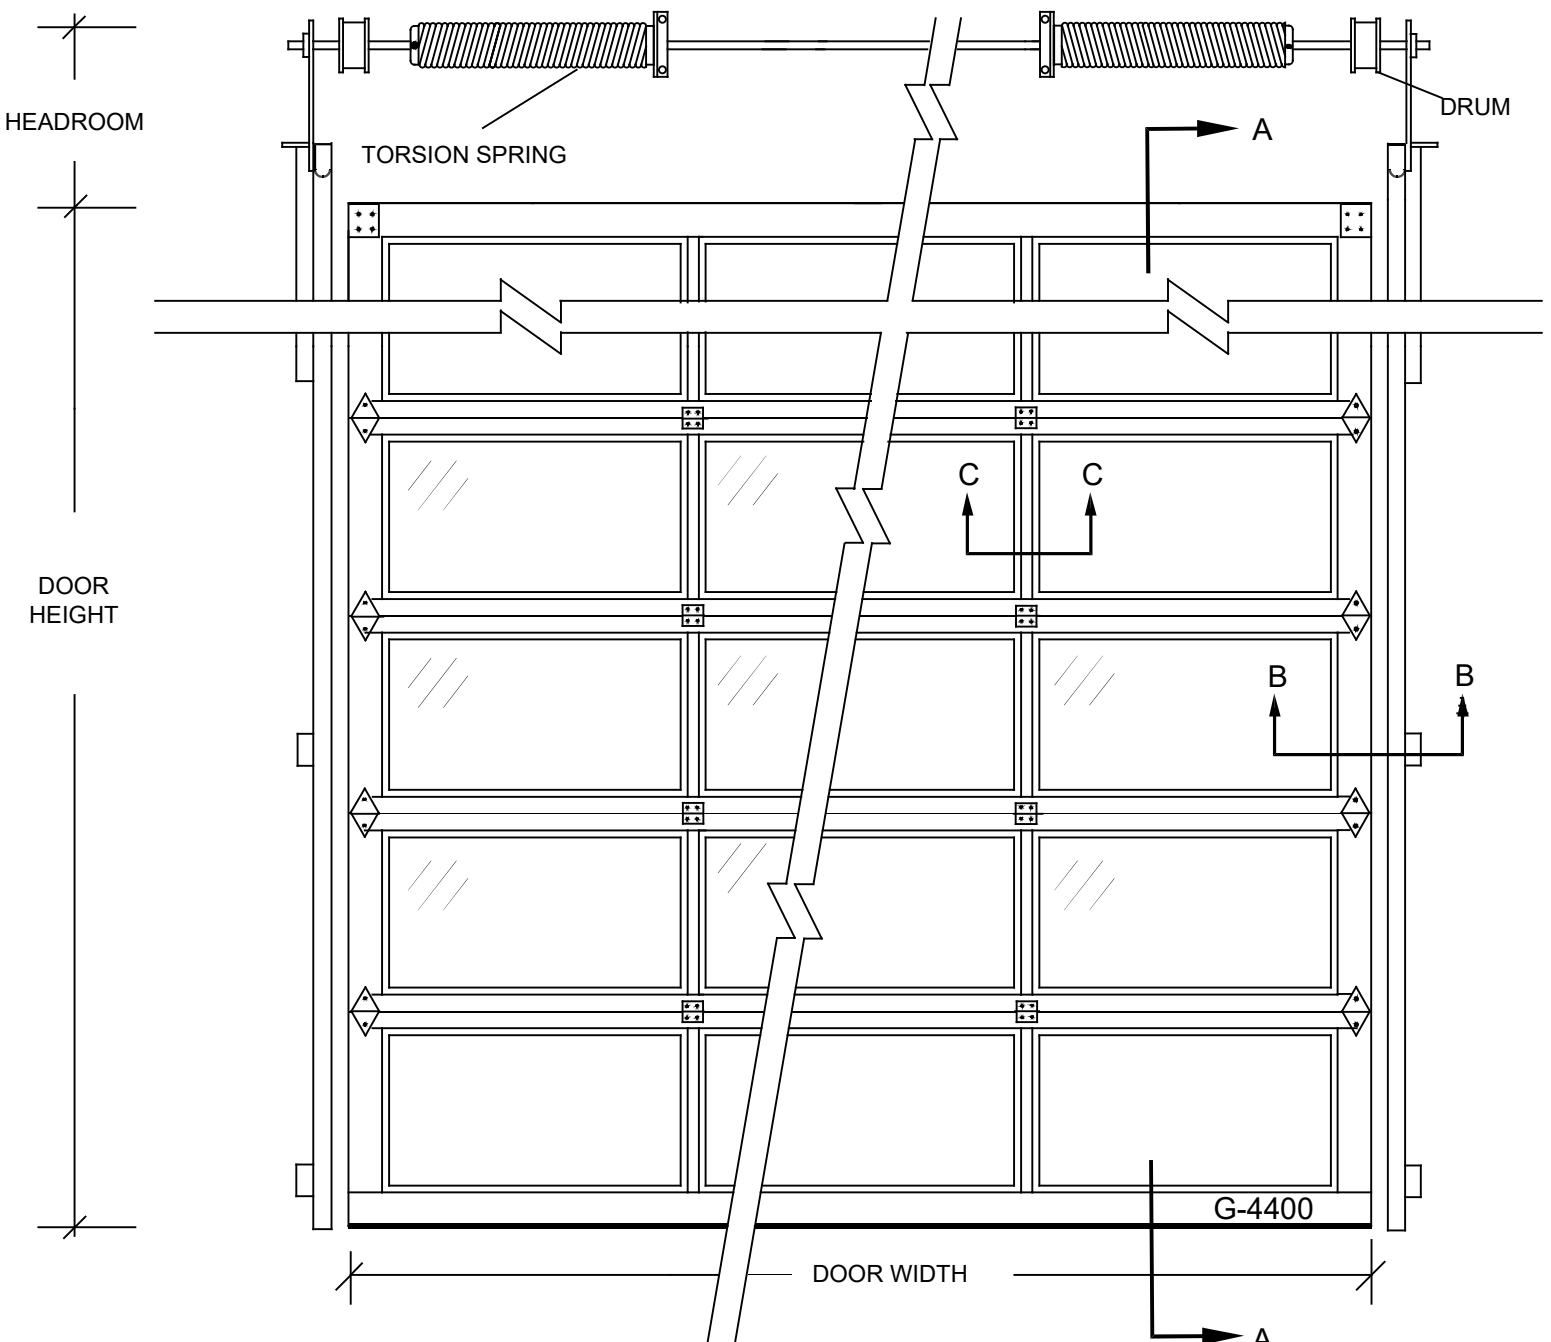 HEADROOM
TORSION SPRING
DRUM
A
C
C
DOOR
HEIGHT
B
B
G-4400
DOOR WIDTH
A